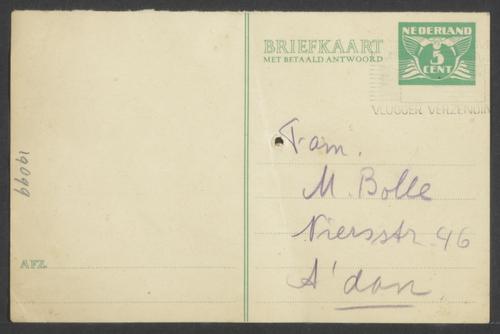 BRIEFKAART
MET BETAALD ANTWOORD
NEDERLAND
5
CENT
VLUGGER VERZENDIN
Fam.
M. Bolle
Niersstr. 46
A'dam
AFZ.
19099